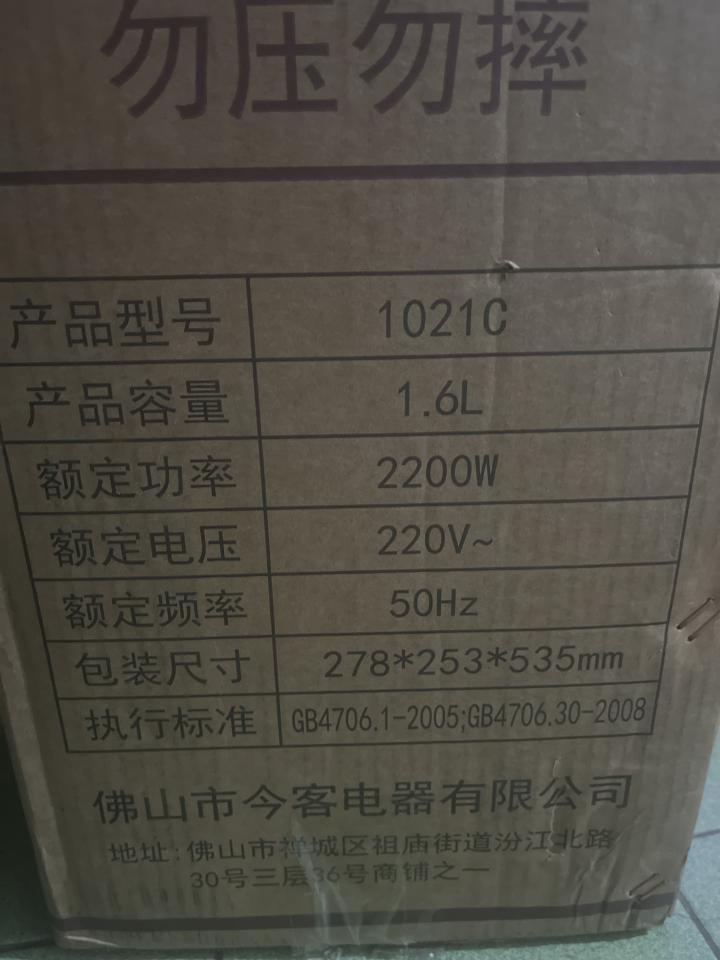 勿压勿摔
产品型号 1021C
产品容量 1.6L
额定功率 2200W
额定电压 220V~
额定频率 50Hz
包装尺寸 278*253*535mm
执行标准 GB4706.1-2005;GB4706.30-2008
佛山市今客电器有限公司
地址:佛山市禅城区祖庙街道汾江北路
30号三层36号商铺之一